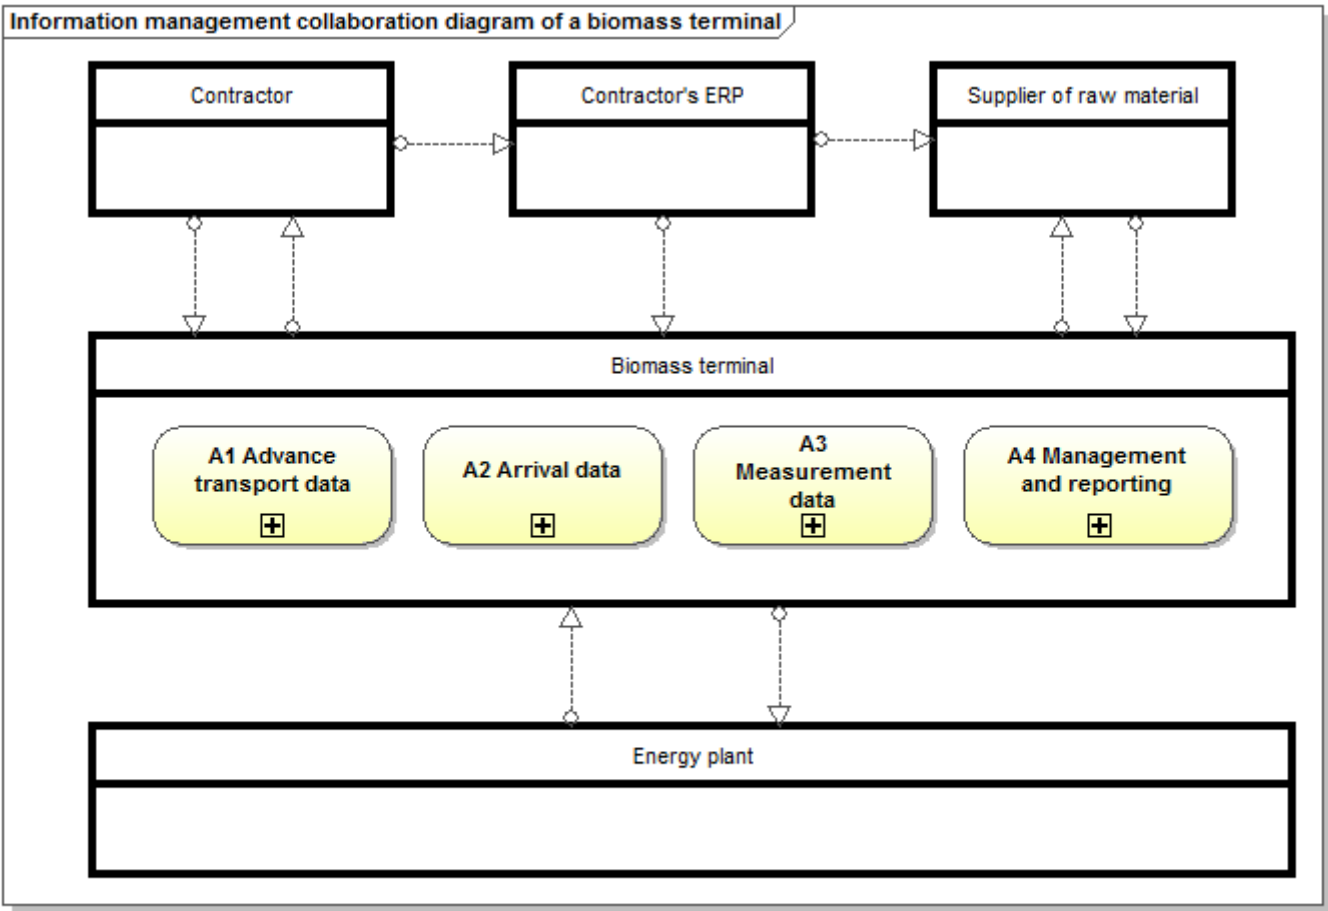 Information management collaboration diagram of a biomass terminal
Contractor
Contractor's ERP
Supplier of raw material
Biomass terminal
A1 Advance
transport data
A2 Arrival data
A3
Measurement
data
A4 Management
and reporting
Energy plant